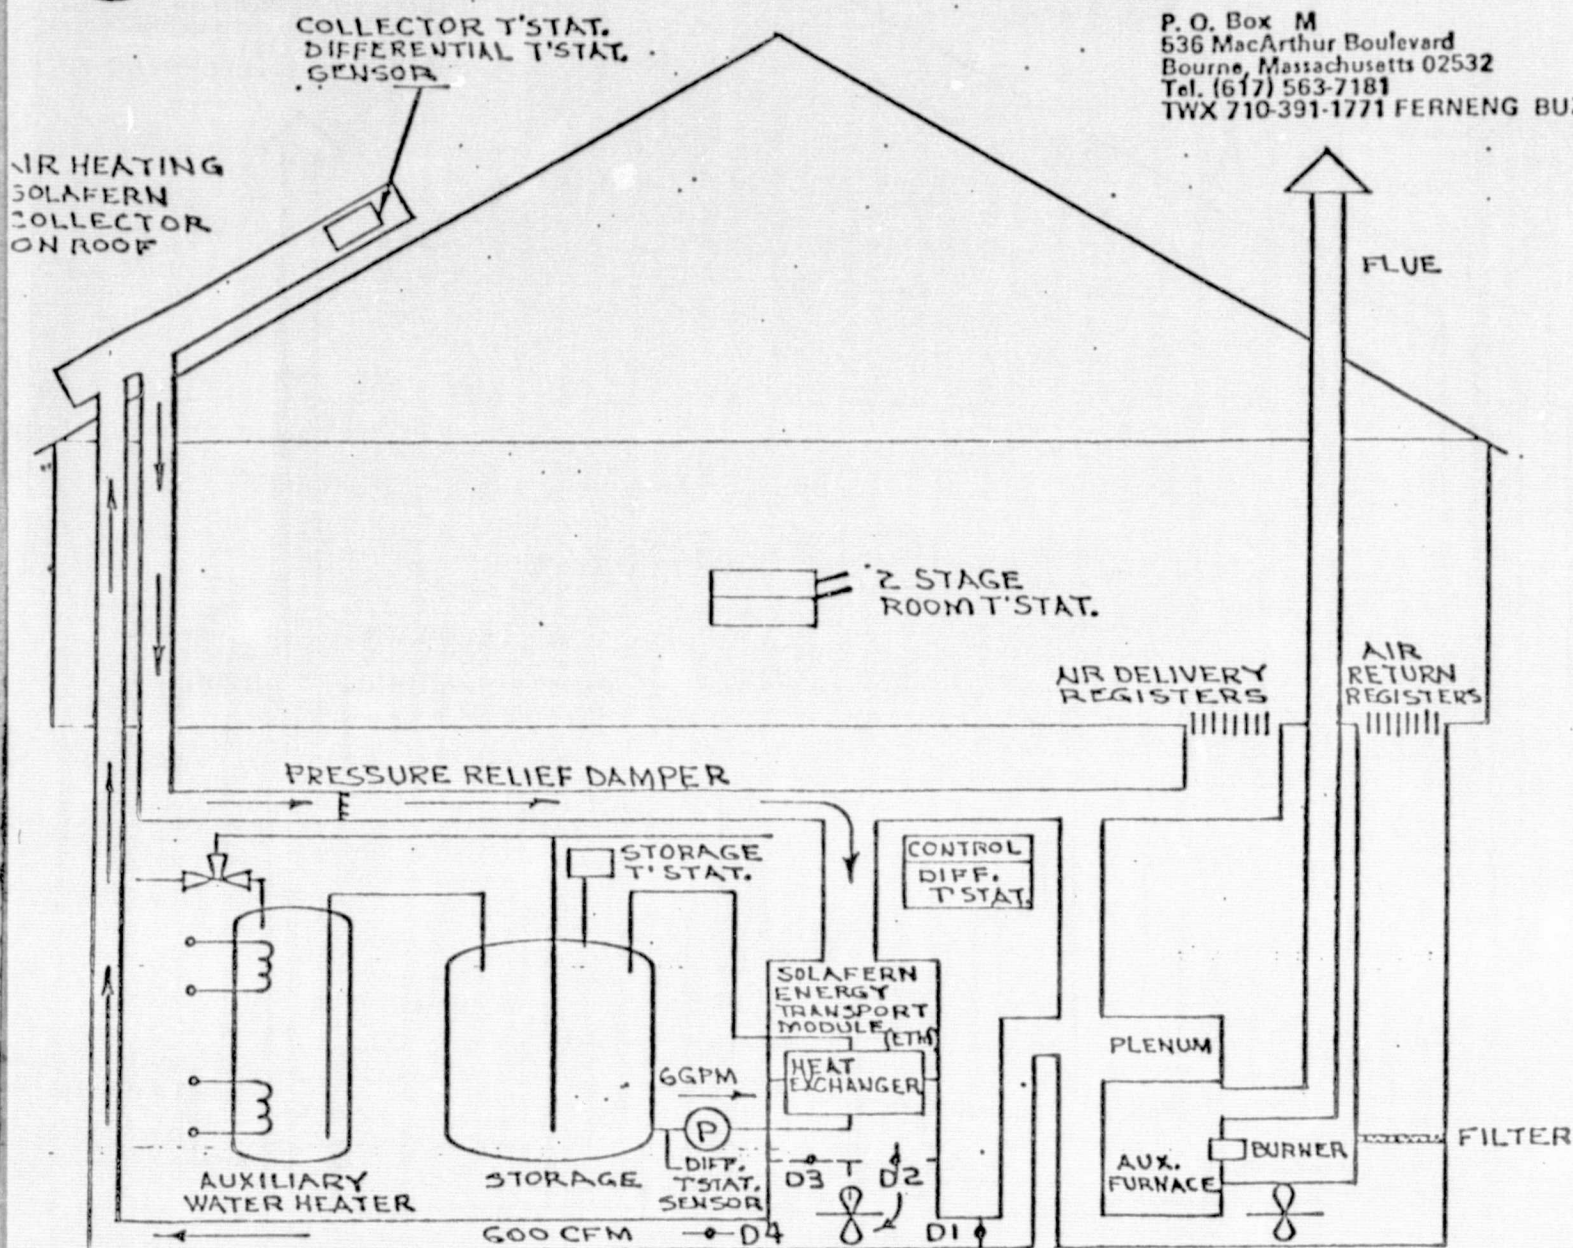 COLLECTOR T'STAT.
DIFFERENTIAL T'STAT.
SENSOR
P. O. Box M
636 MacArthur Boulevard
Bourne, Massachusetts 02532
Tel. (617) 563-7181
TWX 710-391-1771 FERNENG BUZ
AIR HEATING
SOLAFERN
COLLECTOR
ON ROOF
FLUE
2 STAGE
ROOM T'STAT.
AIR DELIVERY
REGISTERS
AIR
RETURN
REGISTERS
PRESSURE RELIEF DAMPER
STORAGE
T'STAT.
CONTROL
DIFF.
T'STAT.
SOLAFERN
ENERGY
TRANSPORT
MODULE (ETM)
HEAT
EXCHANGER
PLENUM
6GPM
P
DIFF.
T'STAT.
SENSOR
D3
D2
AUXILIARY
WATER HEATER
STORAGE
AUX.
FURNACE
BURNER
FILTER
600 CFM
D4
D1